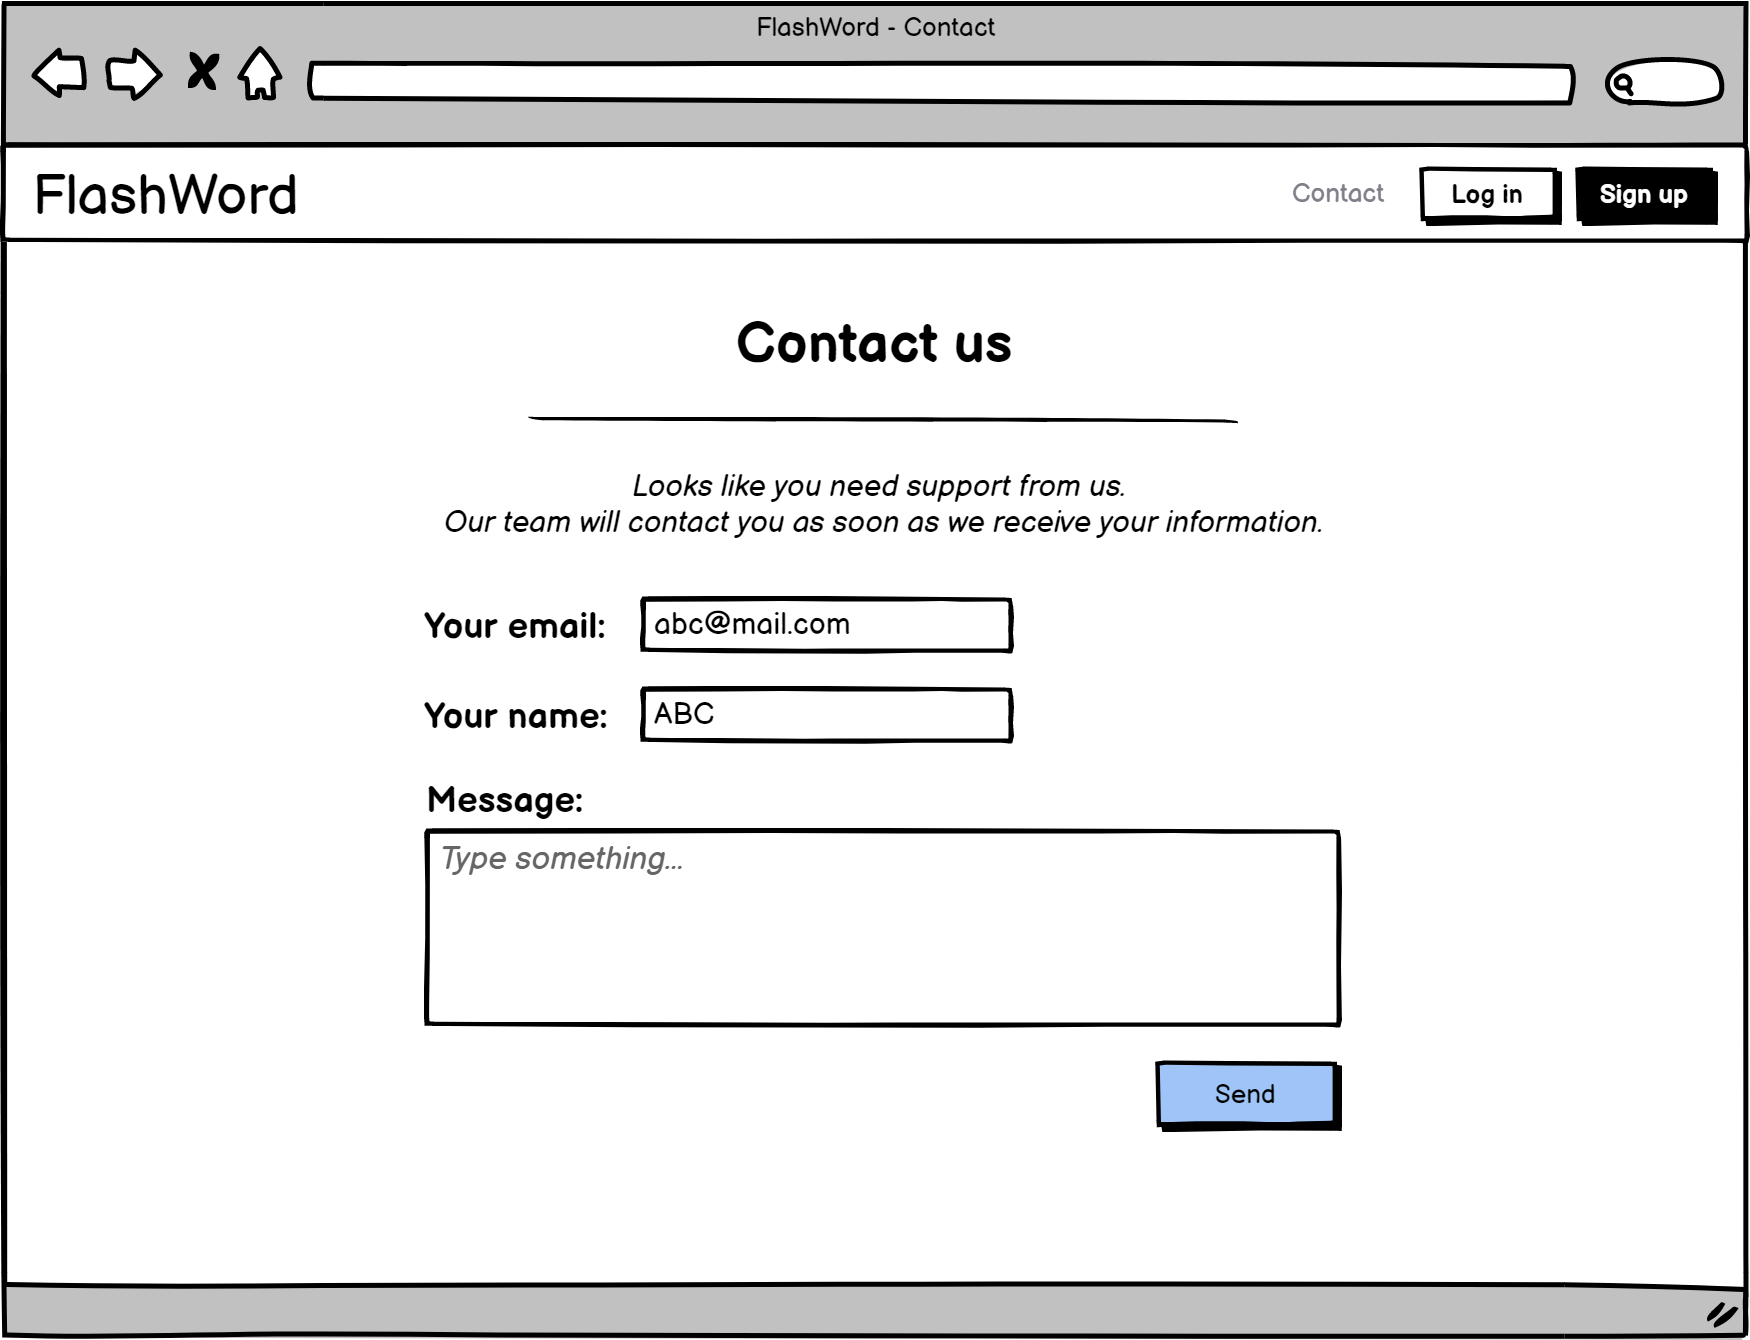 FlashWord - Contact
FlashWord
Contact
Log in
Sign up
Contact us
Looks like you need support from us.
Our team will contact you as soon as we receive your information.
Your email:
abc@mail.com
Your name:
ABC
Message:
Type something...
Send